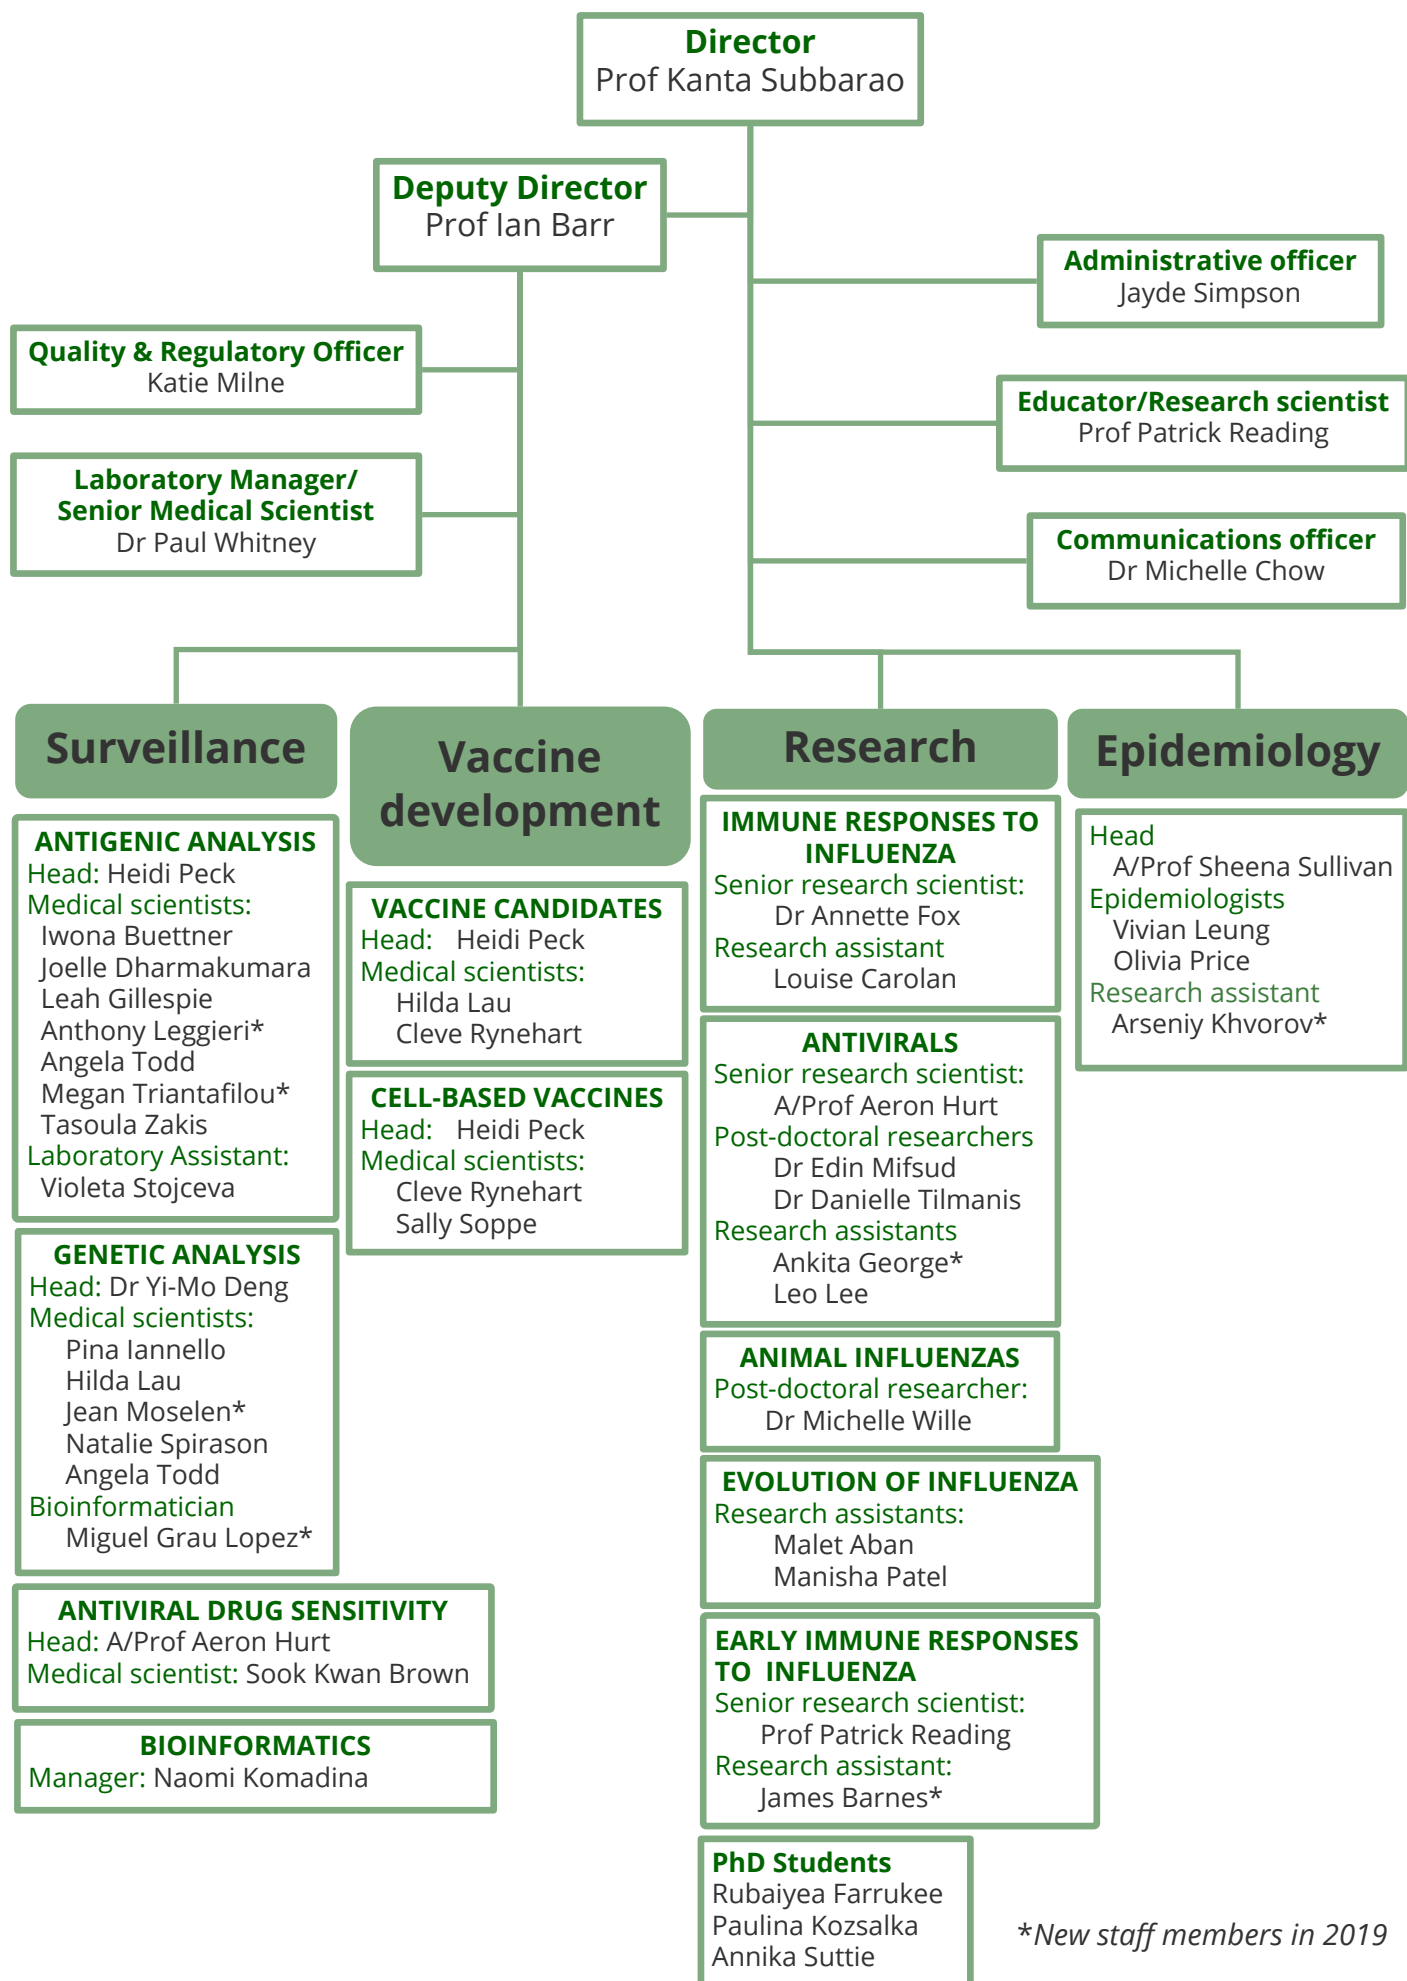 Director
Prof Kanta Subbarao
Deputy Director
Prof Ian Barr
Administrative officer
Jayde Simpson
Quality & Regulatory Officer
Katie Milne
Educator/Research scientist
Prof Patrick Reading
Laboratory Manager/
Senior Medical Scientist
Dr Paul Whitney
Communications officer
Dr Michelle Chow
Surveillance
ANTIGENIC ANALYSIS
Head: Heidi Peck
Medical scientists:
Iwona Buettner
Joelle Dharmakumara
Leah Gillespie
Anthony Leggieri*
Angela Todd
Megan Triantafilou*
Tasoula Zakis
Laboratory Assistant:
Violeta Stojceva
GENETIC ANALYSIS
Head: Dr Yi-Mo Deng
Medical scientists:
Pina Iannello
Hilda Lau
Jean Moselen*
Natalie Spirason
Angela Todd
Bioinformatician
Miguel Grau Lopez*
ANTIVIRAL DRUG SENSITIVITY
Head: A/Prof Aeron Hurt
Medical scientist: Sook Kwan Brown
BIOINFORMATICS
Manager: Naomi Komadina
Vaccine
development
VACCINE CANDIDATES
Head: Heidi Peck
Medical scientists:
Hilda Lau
Cleve Rynehart
CELL-BASED VACCINES
Head: Heidi Peck
Medical scientists:
Cleve Rynehart
Sally Soppe
Research
IMMUNE RESPONSES TO
INFLUENZA
Senior research scientist:
Dr Annette Fox
Research assistant
Louise Carolan
ANTIVIRALS
Senior research scientist:
A/Prof Aeron Hurt
Post-doctoral researchers
Dr Edin Mifsud
Dr Danielle Tilmanis
Research assistants
Ankita George*
Leo Lee
ANIMAL INFLUENZAS
Post-doctoral researcher:
Dr Michelle Wille
EVOLUTION OF INFLUENZA
Research assistants:
Malet Aban
Manisha Patel
EARLY IMMUNE RESPONSES
TO INFLUENZA
Senior research scientist:
Prof Patrick Reading
Research assistant:
James Barnes*
PhD Students
Rubaiyea Farrukee
Paulina Kozsalka
Annika Suttie
Epidemiology
Head
A/Prof Sheena Sullivan
Epidemiologists
Vivian Leung
Olivia Price
Research assistant
Arseniy Khvorov*
*New staff members in 2019